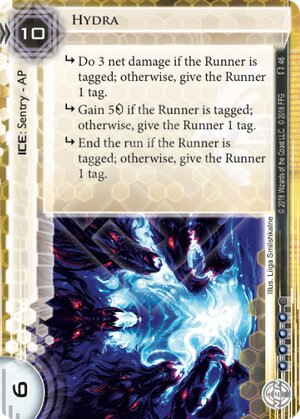 10
HYDRA
ICE: Sentry - AP
↳ Do 3 net damage if the Runner is
tagged; otherwise, give the Runner
1 tag.
↳ Gain 5 if the Runner is tagged;
otherwise, give the Runner 1 tag.
↳ End the run if the Runner is
tagged; otherwise, give the Runner
1 tag.
Illus. Liiga Smilshkalne
© 2018 Wizards of the Coast LLC. © 2018 FFG
46
6